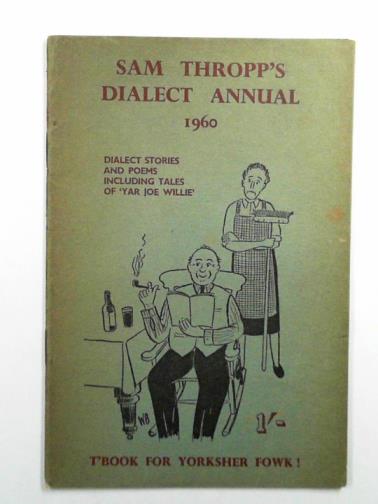 SAM THROPP'S
DIALECT ANNUAL
1960
DIALECT STORIES
AND POEMS
INCLUDING TALES
OF 'YAR JOE WILLIE'
WB
1/-
T'BOOK FOR YORKSHER FOWK!